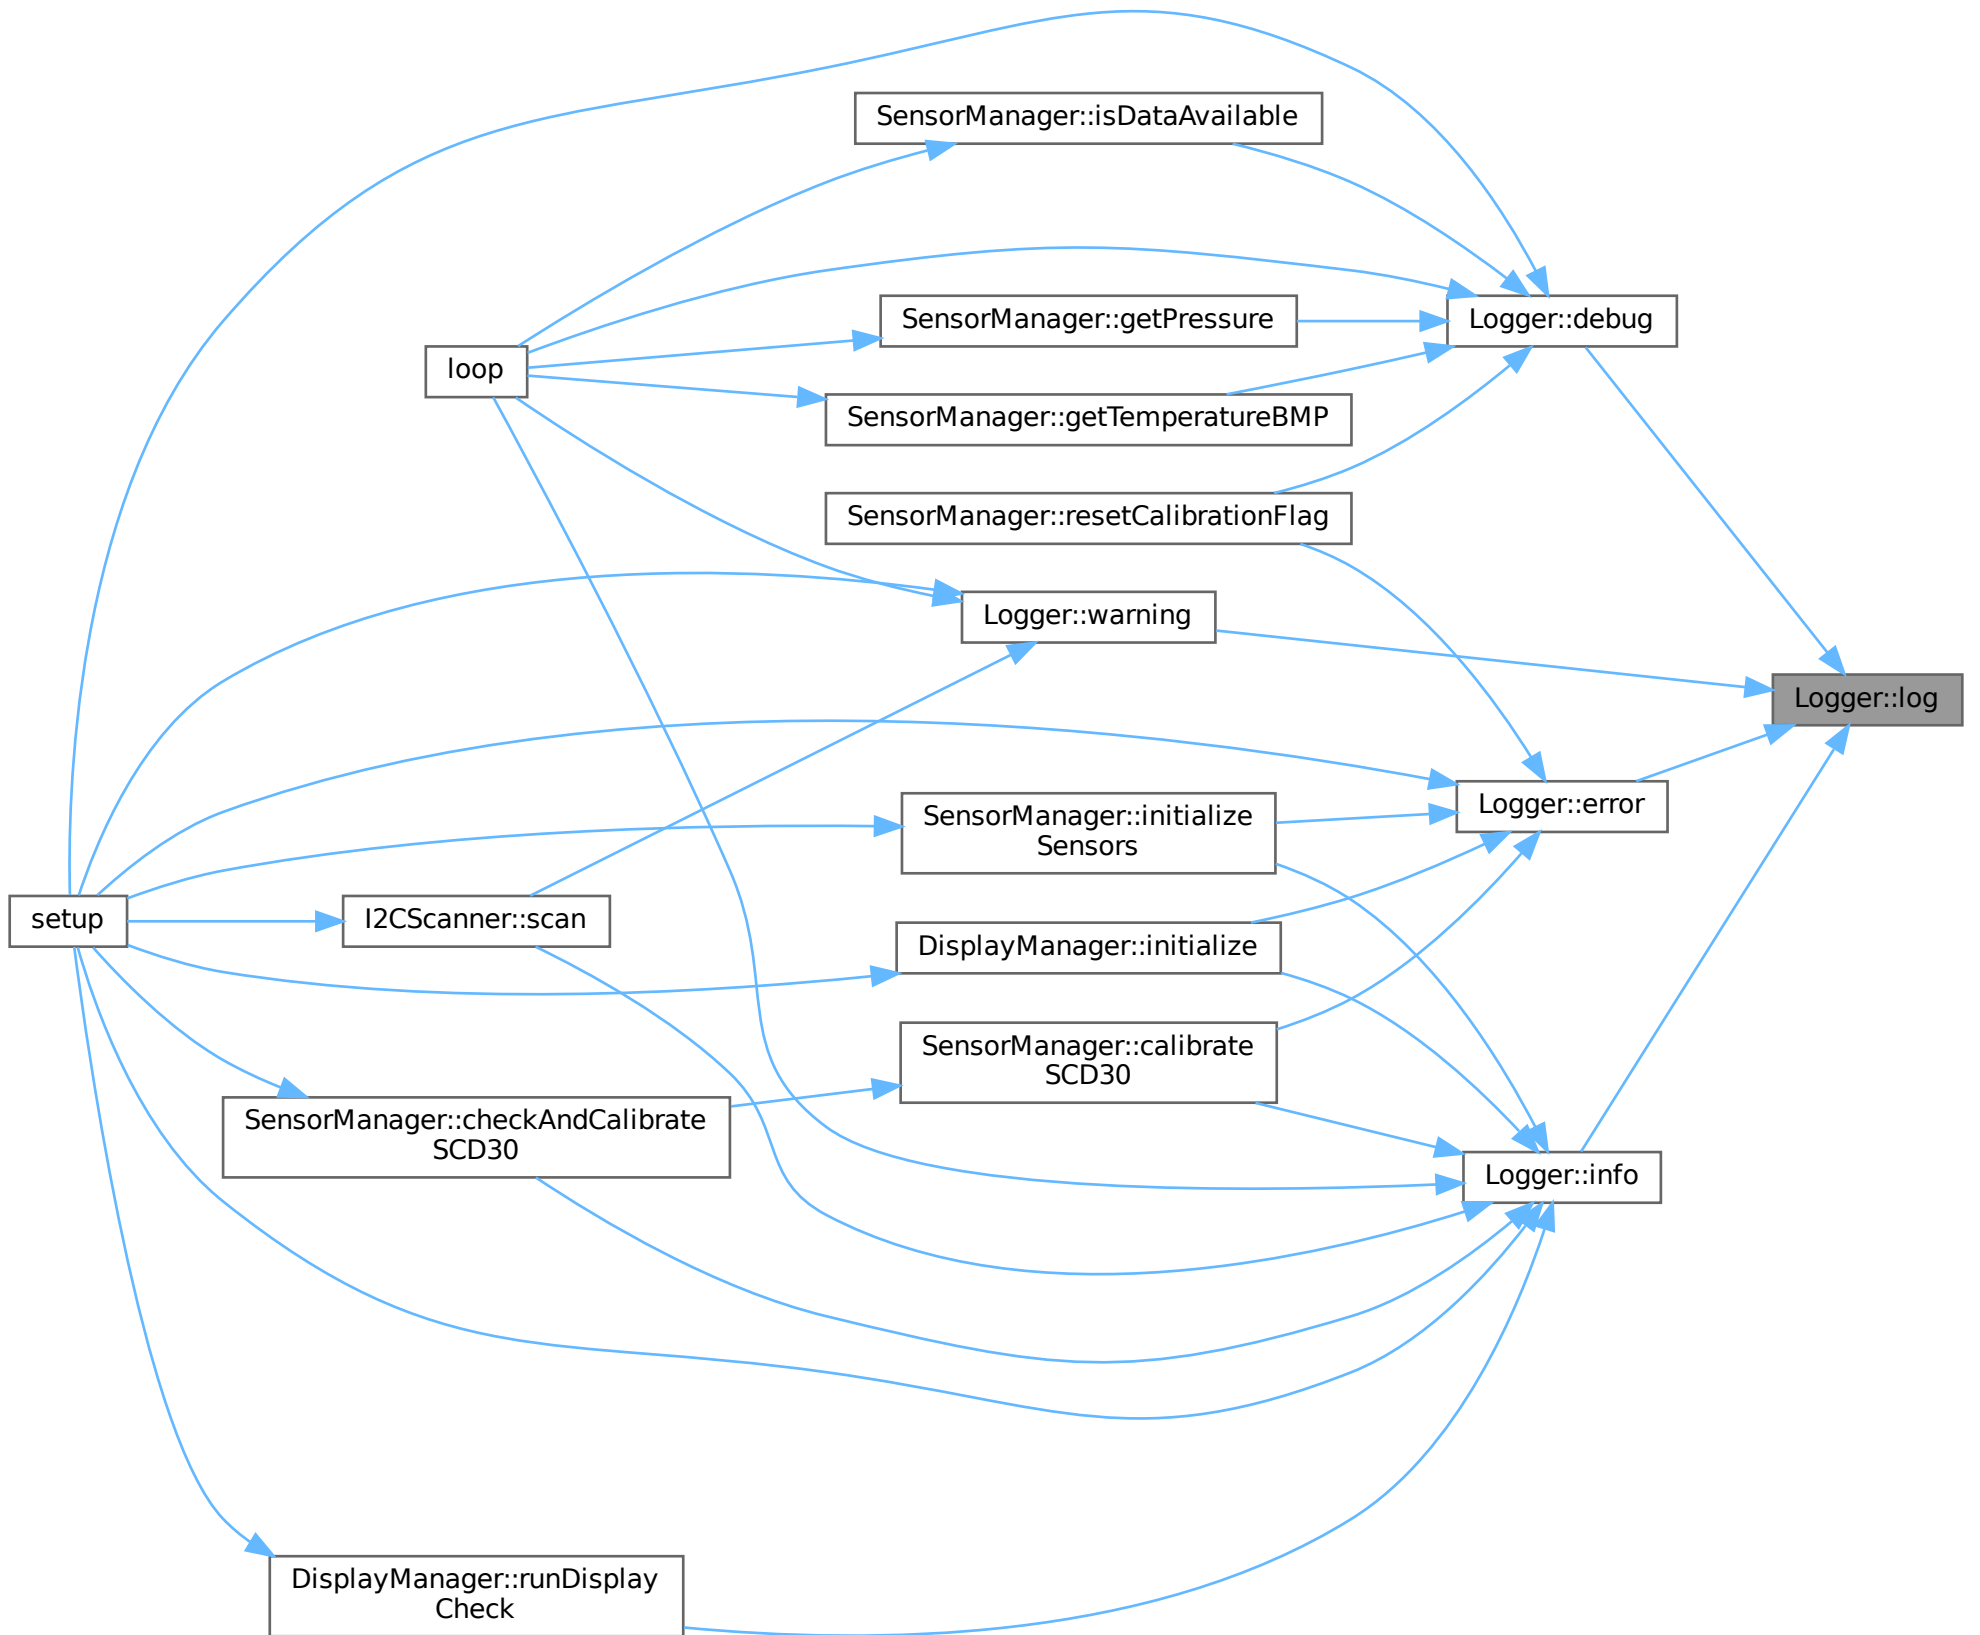 SensorManager::isDataAvailable
SensorManager::getPressure
Logger::debug
loop
SensorManager::getTemperatureBMP
SensorManager::resetCalibrationFlag
Logger::warning
Logger::log
Logger::error
SensorManager::initialize
Sensors
setup
I2CScanner::scan
DisplayManager::initialize
SensorManager::calibrate
SCD30
SensorManager::checkAndCalibrate
SCD30
Logger::info
DisplayManager::runDisplay
Check